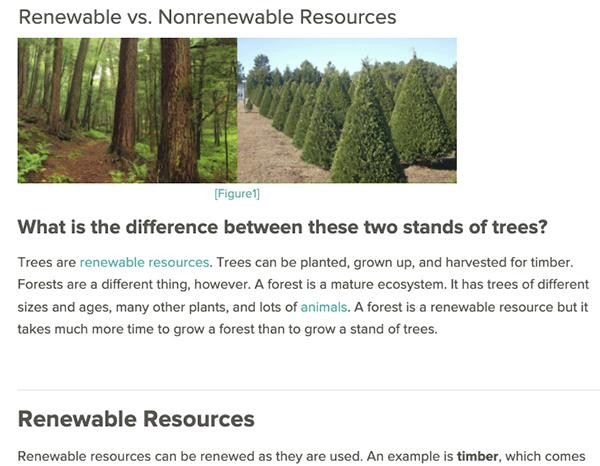 Renewable vs. Nonrenewable Resources
[Figure1]
What is the difference between these two stands of trees?
Trees are renewable resources. Trees can be planted, grown up, and harvested for timber.
Forests are a different thing, however. A forest is a mature ecosystem. It has trees of different
sizes and ages, many other plants, and lots of animals. A forest is a renewable resource but it
takes much more time to grow a forest than to grow a stand of trees.
Renewable Resources
Renewable resources can be renewed as they are used. An example is timber, which comes